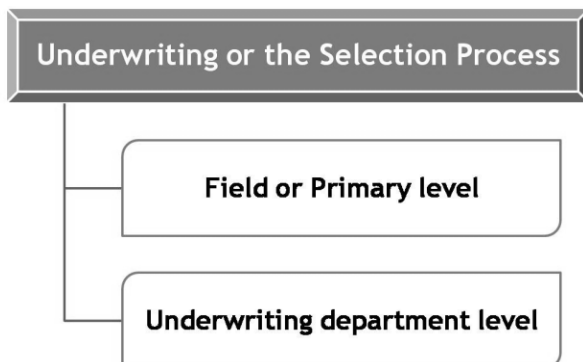 Underwriting or the Selection Process
Field or Primary level
Underwriting department level